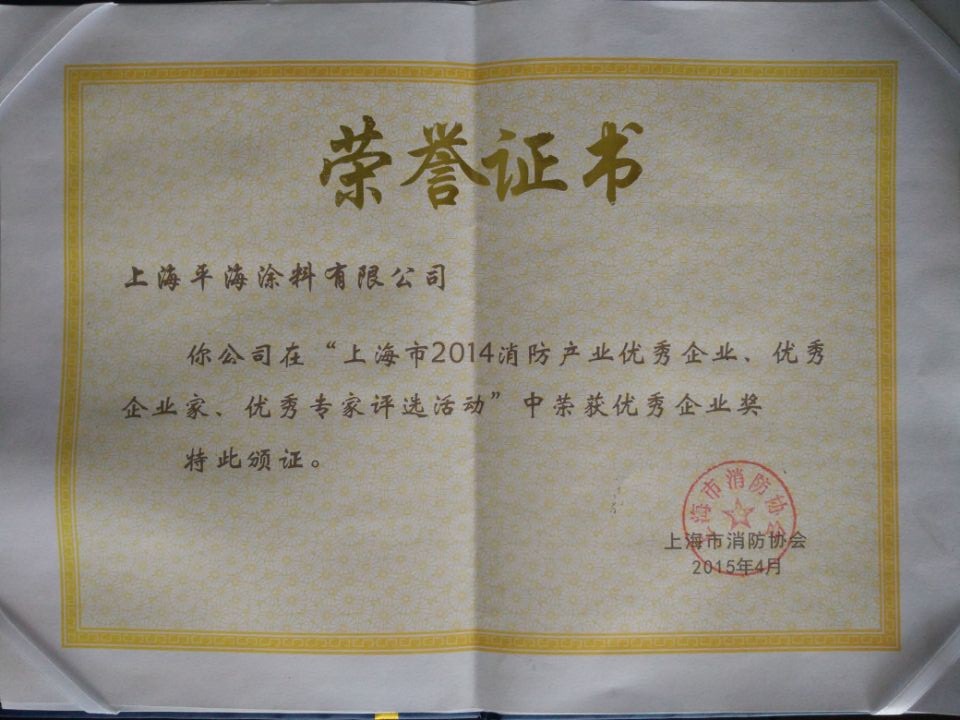 荣誉证书
上海平海涂料有限公司
你公司在“上海市2014消防产业优秀企业、优秀
企业家、优秀专家评选活动”中荣获优秀企业奖
特此颁证。
上海市消防协会
上海市消防协会
2015年4月